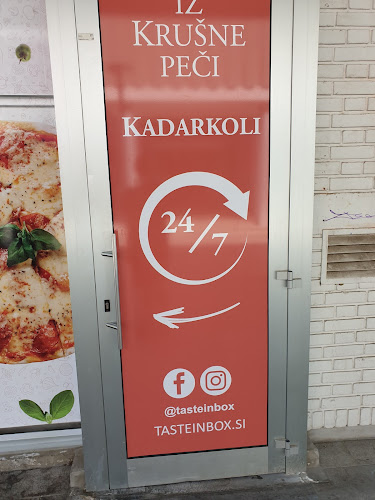 IZ
KRUŠNE
PEČI
KADARKOLI
24/7
@tasteinbox
TASTEINBOX.SI